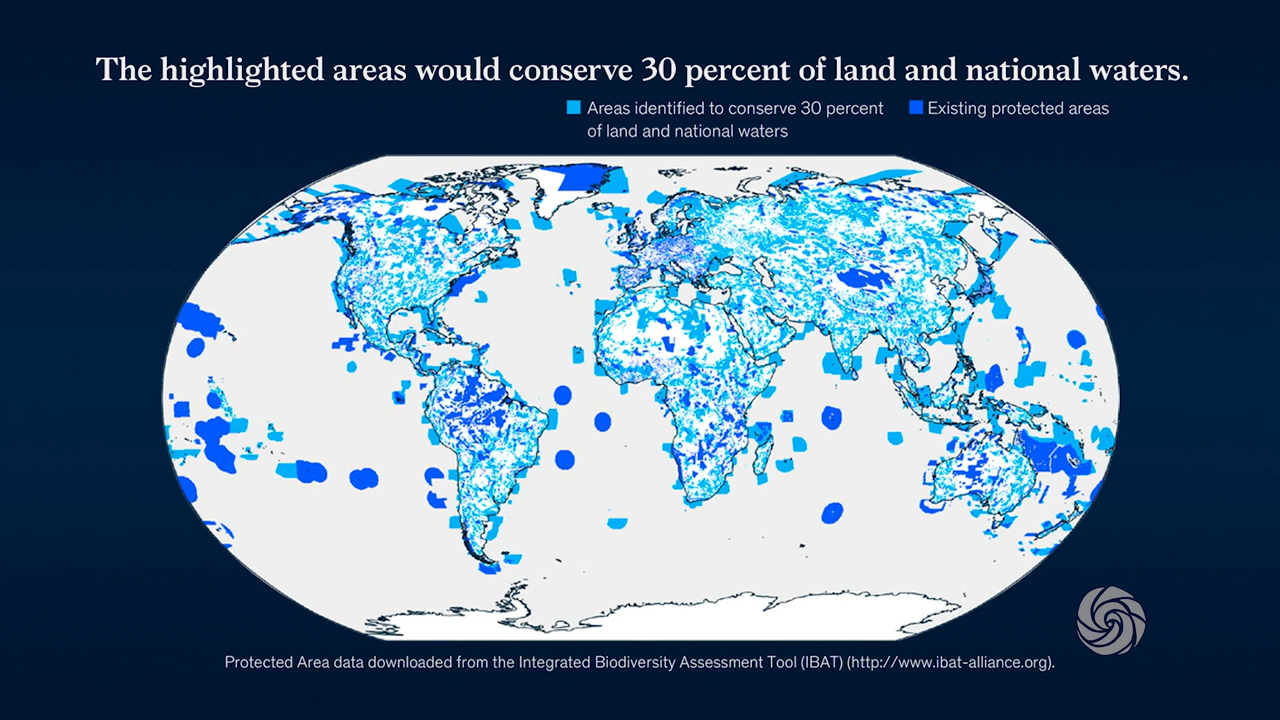 The highlighted areas would conserve 30 percent of land and national waters.
Areas identified to conserve 30 percent
of land and national waters
Existing protected areas
Protected Area data downloaded from the Integrated Biodiversity Assessment Tool (IBAT) (http://www.ibat-alliance.org).